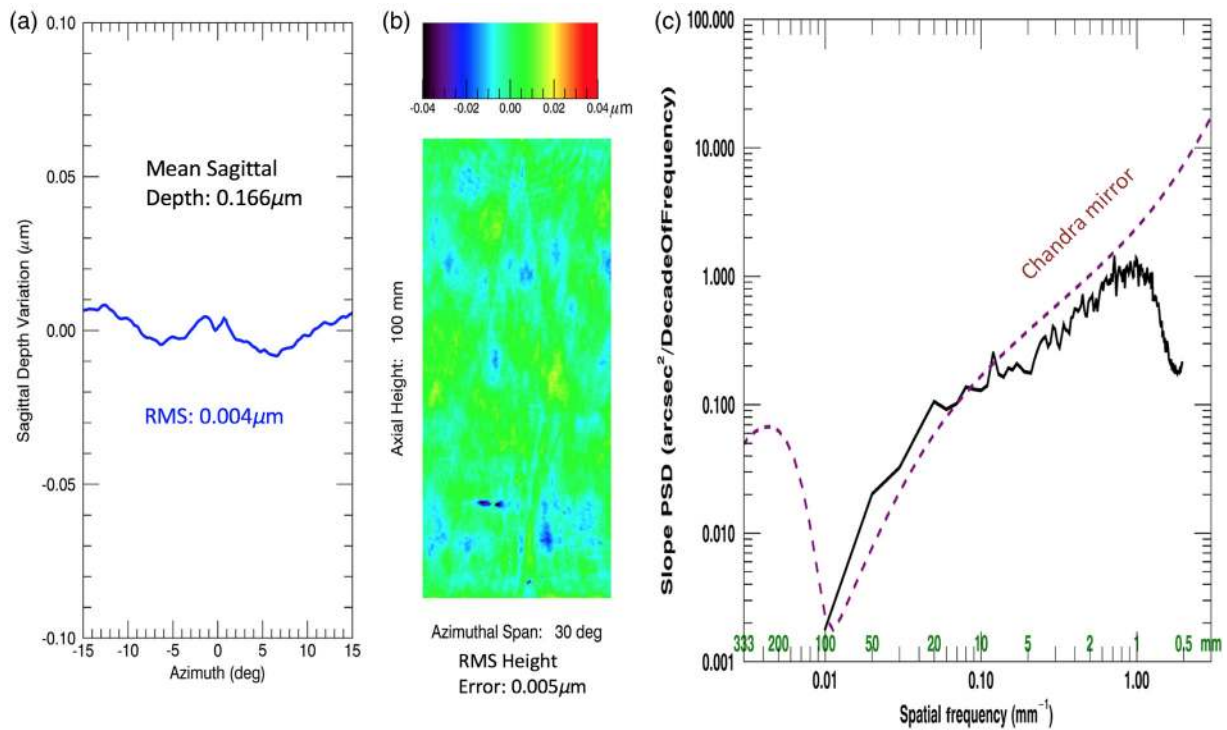 (a)
0.10
0.05
0.00
-0.05
-0.10
Sagittal Depth Variation (μm)
Mean Sagittal
Depth: 0.166μm
RMS: 0.004μm
-15 -10 -5 0 5 10 15
Azimuth (deg)
(b)
-0.04 -0.02 0.00 0.02 0.04 μm
Axial Height: 100 mm
Azimuthal Span: 30 deg
RMS Height
Error: 0.005μm
(c)
100.000
10.000
1.000
0.100
0.010
0.001
Slope PSD (arcsec²/DecadeOfFrequency)
Chandra mirror
333 200 100 50 20 10 5 2 1 0.5 mm
0.01 0.10 1.00
Spatial frequency (mm⁻¹)